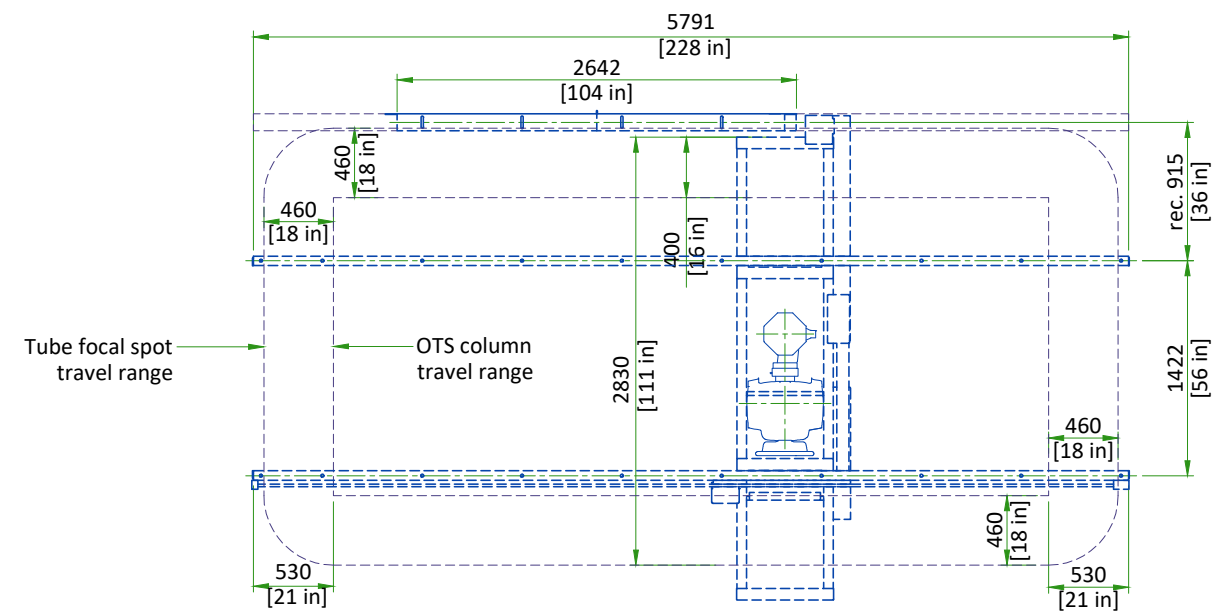 5791
[228 in]
2642
[104 in]
460
[18 in]
460
[18 in]
400
[16 in]
rec. 915
[36 in]
Tube focal spot
travel range
OTS column
travel range
2830
[111 in]
1422
[56 in]
460
[18 in]
460
[18 in]
530
[21 in]
530
[21 in]